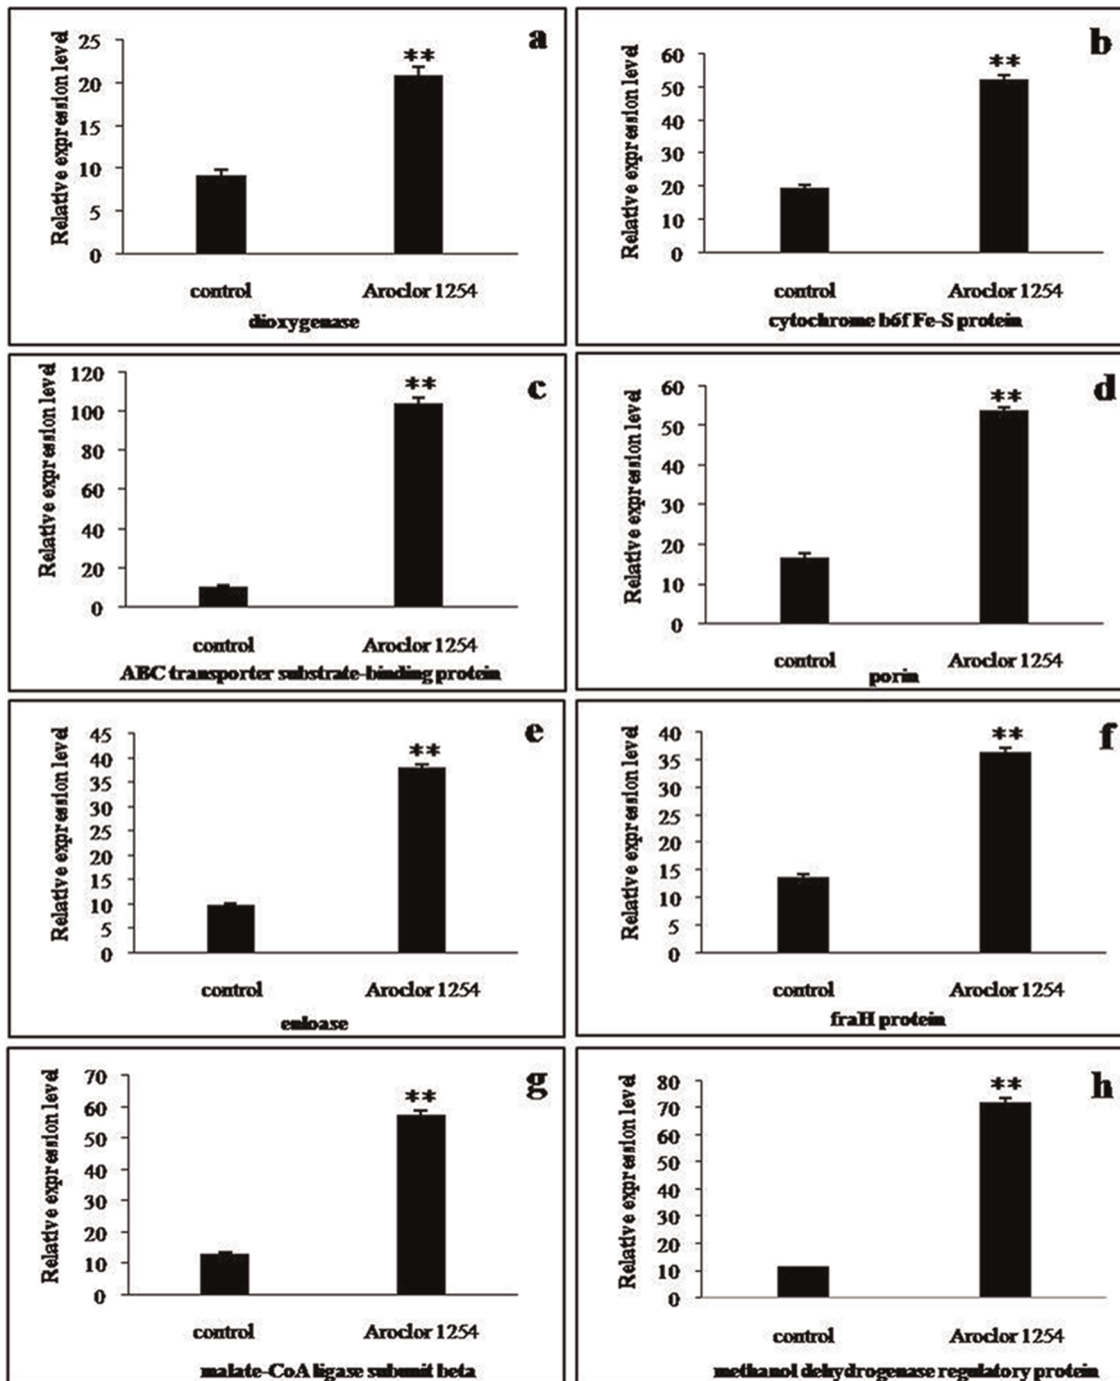 a
Relative expression level
25
20
15
10
5
0
**
control Aroclor 1254
dioxygenase
b
Relative expression level
60
50
40
30
20
10
0
**
control Aroclor 1254
cytochrome b6f Fe-S protein
c
Relative expression level
120
100
80
60
40
20
0
**
control Aroclor 1254
ABC transporter substrate-binding protein
d
Relative expression level
60
50
40
30
20
10
0
**
control Aroclor 1254
porin
e
Relative expression level
45
40
35
30
25
20
15
10
5
0
**
control Aroclor 1254
enloase
f
Relative expression level
40
35
30
25
20
15
10
5
0
**
control Aroclor 1254
fraH protein
g
Relative expression level
70
60
50
40
30
20
10
0
**
control Aroclor 1254
malate-CoA ligase subunit beta
h
Relative expression level
80
70
60
50
40
30
20
10
0
**
control Aroclor 1254
methanol dehydrogenase regulatory protein